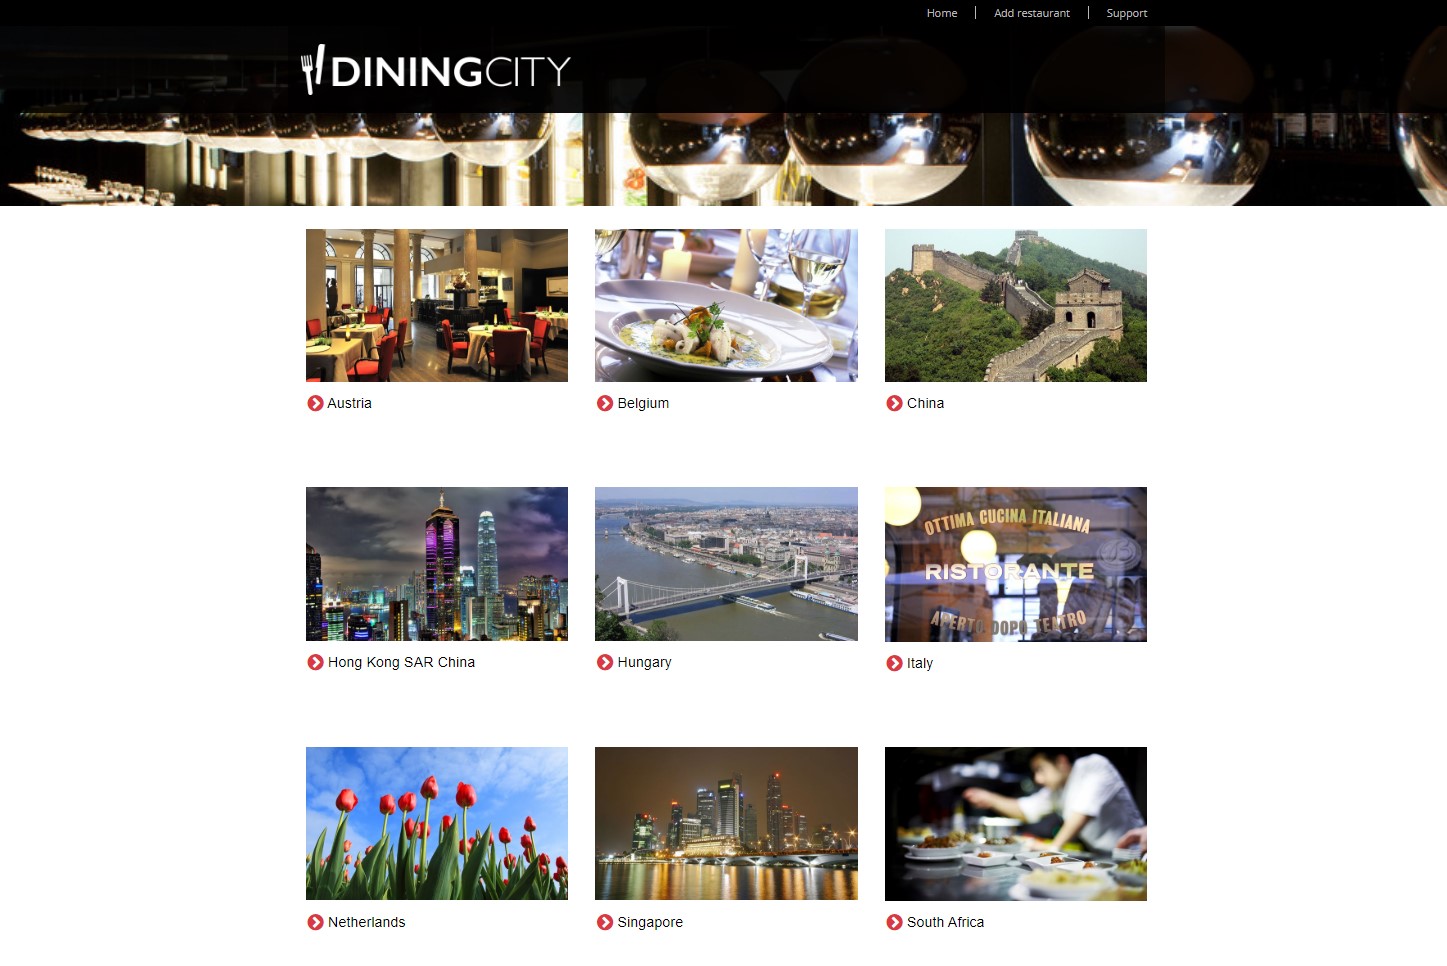 Home
Add restaurant
Support
DININGCITY
Austria
Belgium
China
OTTIMA CUCINA ITALIANA
RISTORANTE
APERTO DOPO TEATRO
Hong Kong SAR China
Hungary
Italy
Netherlands
Singapore
South Africa